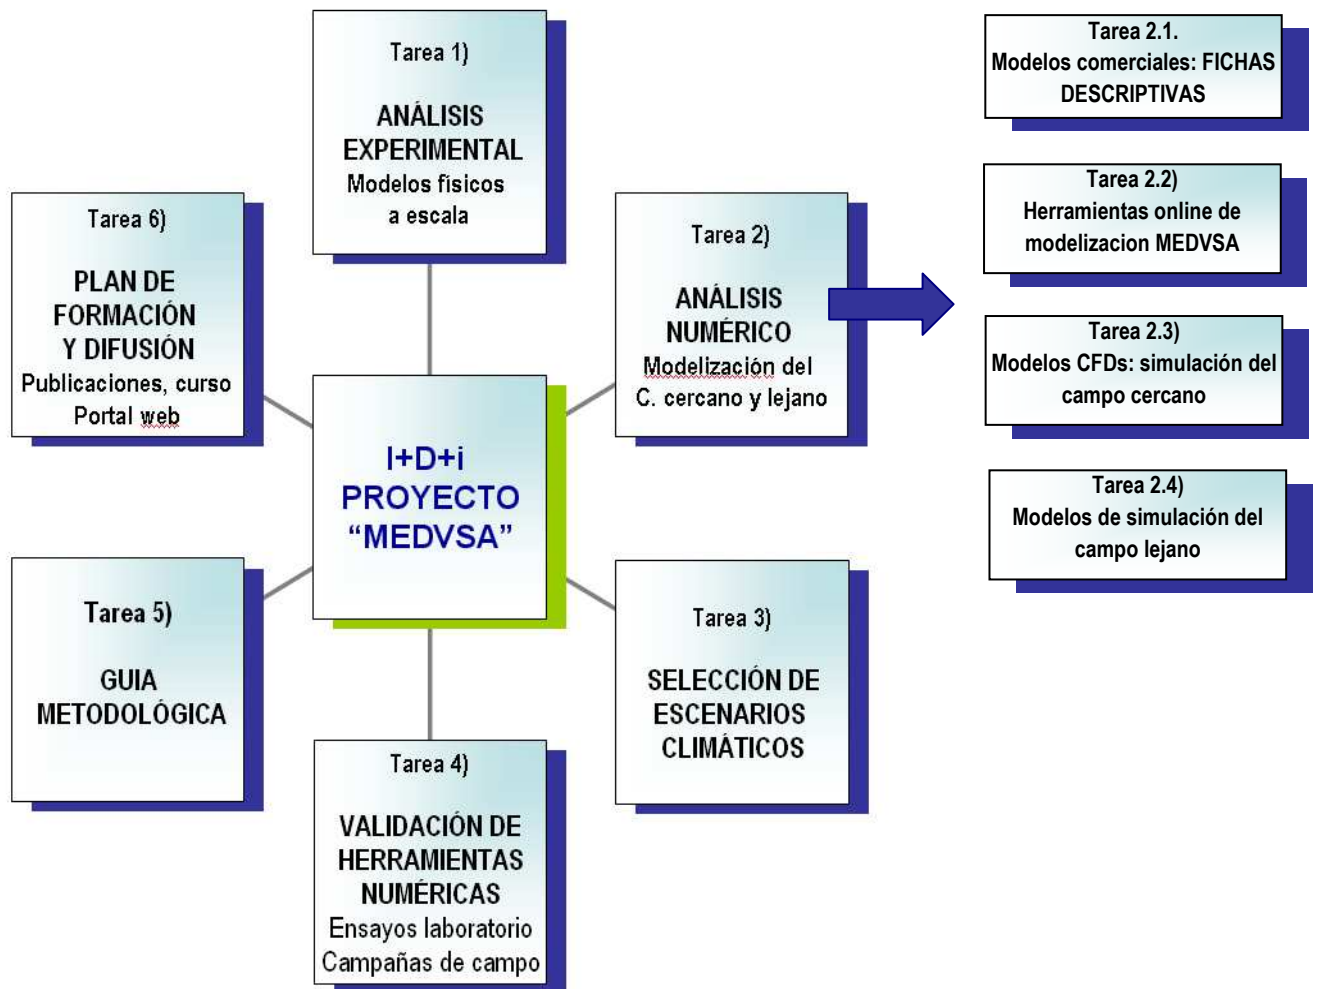 Tarea 1)
ANÁLISIS
EXPERIMENTAL
Modelos físicos
a escala
Tarea 6)
PLAN DE
FORMACIÓN
Y DIFUSIÓN
Publicaciones, curso
Portal web
Tarea 2)
ANÁLISIS
NUMÉRICO
Modelización del
C. cercano y lejano
I+D+i
PROYECTO
“MEDVSA”
Tarea 5)
GUIA
METODOLÓGICA
Tarea 3)
SELECCIÓN DE
ESCENARIOS
CLIMÁTICOS
Tarea 4)
VALIDACIÓN DE
HERRAMIENTAS
NUMÉRICAS
Ensayos laboratorio
Campañas de campo
Tarea 2.1.
Modelos comerciales: FICHAS
DESCRIPTIVAS
Tarea 2.2)
Herramientas online de
modelizacion MEDVSA
Tarea 2.3)
Modelos CFDs: simulación del
campo cercano
Tarea 2.4)
Modelos de simulación del
campo lejano